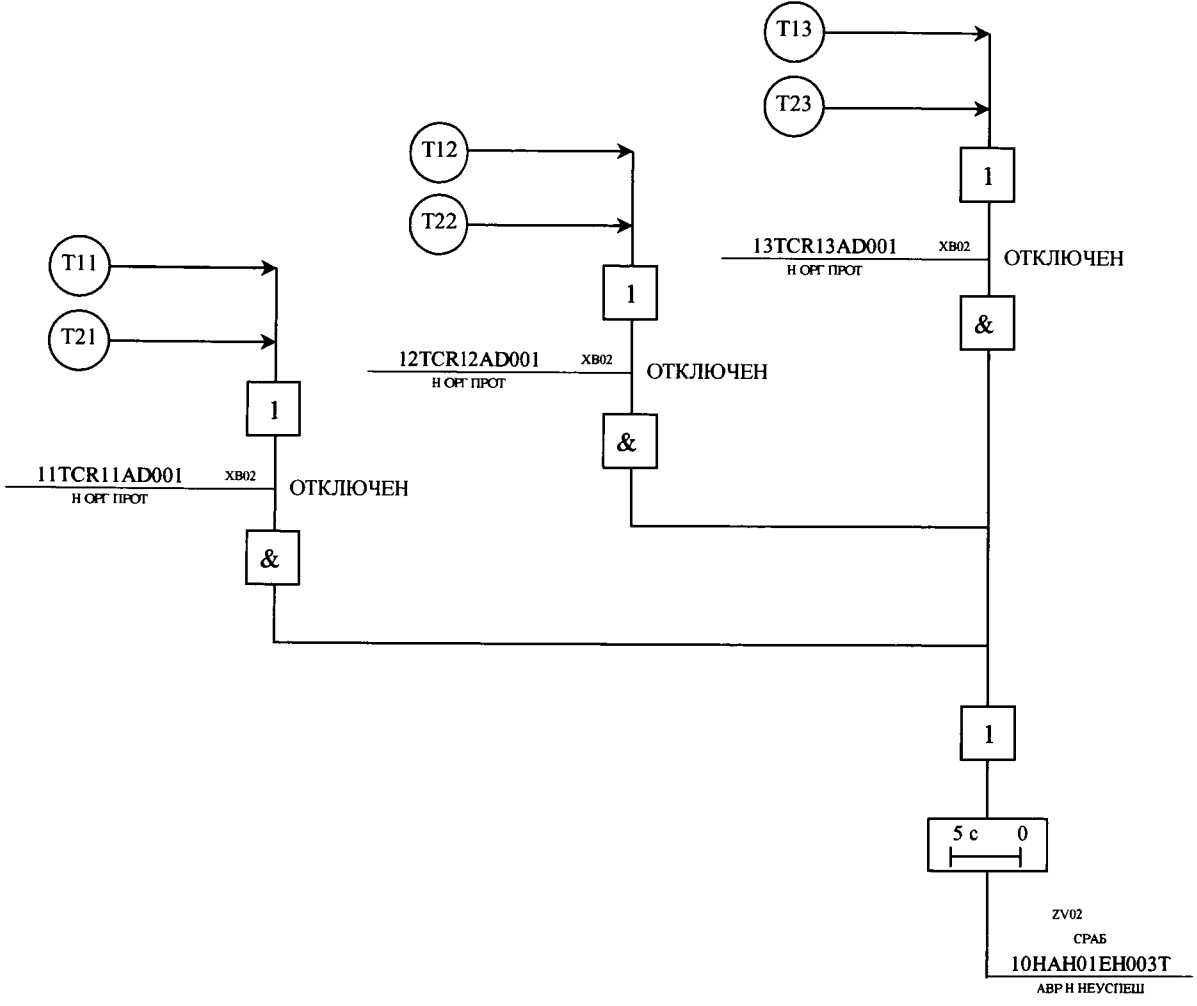 T13
T23
1
13TCR13AD001 XB02 ОТКЛЮЧЕН
Н ОРГ ПРОТ
&
T12
T22
1
12TCR12AD001 XB02 ОТКЛЮЧЕН
Н ОРГ ПРОТ
&
T11
T21
1
11TCR11AD001 XB02 ОТКЛЮЧЕН
Н ОРГ ПРОТ
&
1
5 с 0
ZV02
СРАБ
10HAH01EH003T
АВР Н НЕУСПЕШ